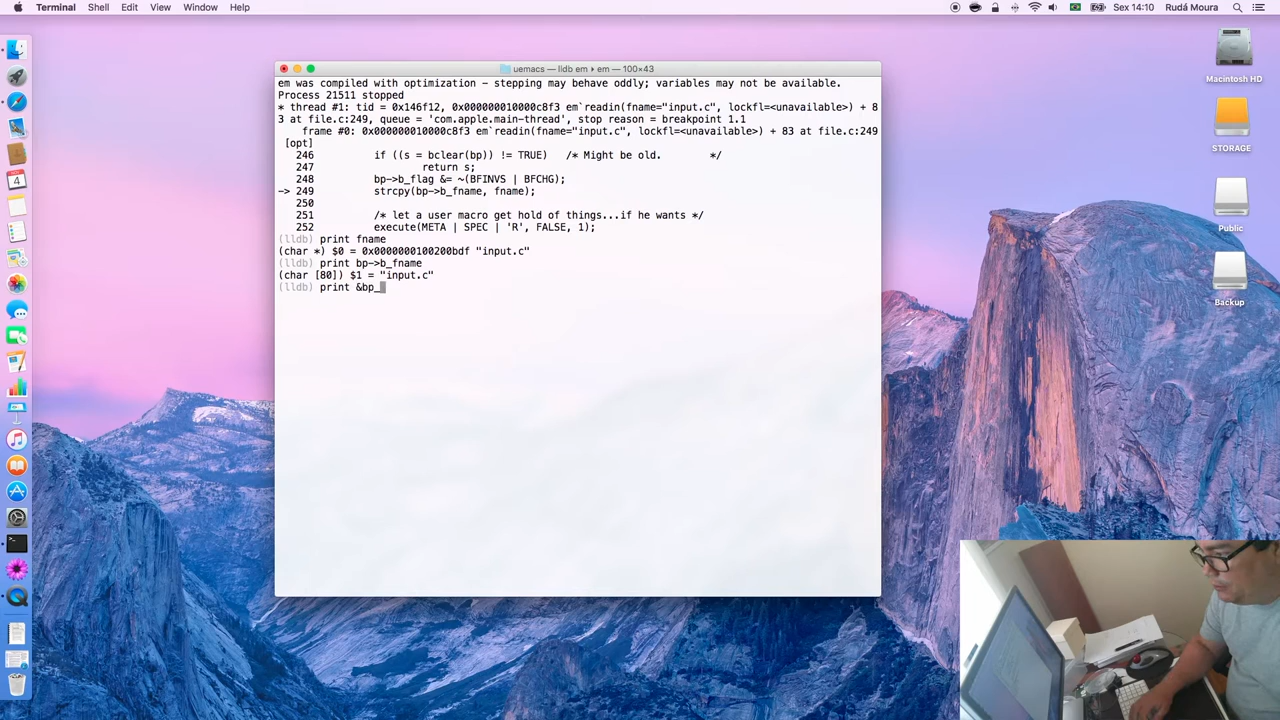 Terminal Shell Edit View Window Help
Sex 14:10 Rudá Moura
uemacs — lldb em ▸ em — 100×43
em was compiled with optimization - stepping may behave oddly; variables may not be available.
Process 21511 stopped
* thread #1: tid = 0x146f12, 0x000000010000c8f3 em`readin(fname="input.c", lockfl=<unavailable>) + 8
3 at file.c:249, queue = 'com.apple.main-thread', stop reason = breakpoint 1.1
frame #0: 0x000000010000c8f3 em`readin(fname="input.c", lockfl=<unavailable>) + 83 at file.c:249
[opt]
246 if ((s = bclear(bp)) != TRUE) /* Might be old. */
247 return s;
248 bp->b_flag &= ~(BFINVS | BFCHG);
-> 249 strcpy(bp->b_fname, fname);
250
251 /* let a user macro get hold of things...if he wants */
252 execute(META | SPEC | 'R', FALSE, 1);
(lldb) print fname
(char *) $0 = 0x0000000100200bdf "input.c"
(lldb) print bp->b_fname
(char [80]) $1 = "input.c"
(lldb) print &bp_
Macintosh HD
STORAGE
Public
Backup
4